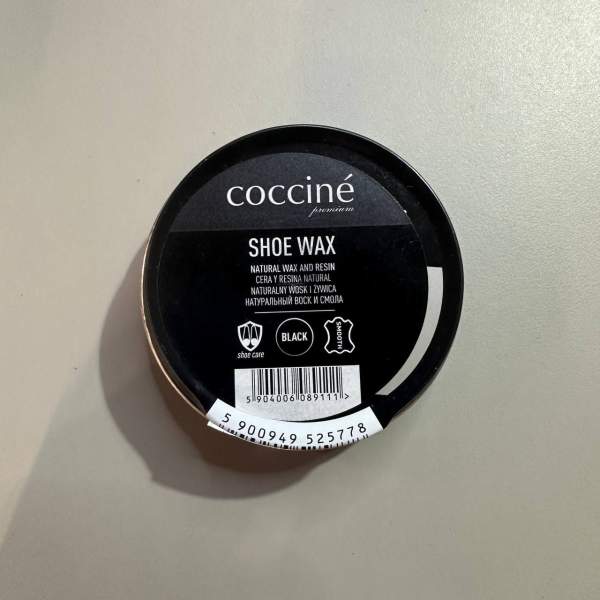 cocciné
premium
SHOE WAX
NATURAL WAX AND RESIN
CERA Y RESINA NATURAL
NATURALNY WOSK I ŻYWICA
НАТУРАЛЬНЫЙ ВОСК И СМОЛА
shoe care
BLACK
SMOOTH
5 904006 089111 >
5 900949 525778